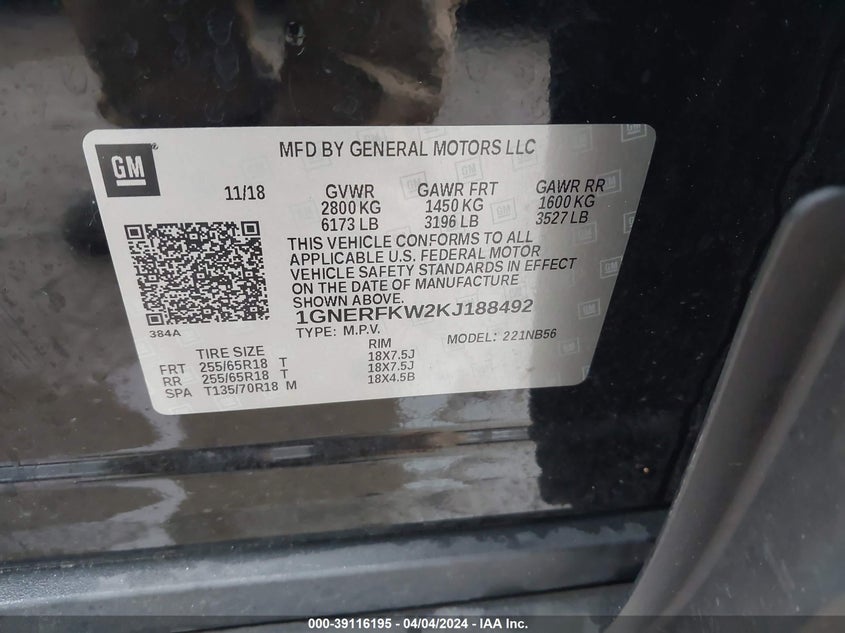 GM
MFD BY GENERAL MOTORS LLC
11/18 GVWR GAWR FRT GAWR RR
2800 KG 1450 KG 1600 KG
6173 LB 3196 LB 3527 LB
THIS VEHICLE CONFORMS TO ALL
APPLICABLE U.S. FEDERAL MOTOR
VEHICLE SAFETY STANDARDS IN EFFECT
ON THE DATE OF MANUFACTURE
SHOWN ABOVE.
384A
1GNERFKW2KJ188492
TYPE: M.P.V. MODEL: 221NB56
TIRE SIZE RIM
FRT 255/65R18 T 18X7.5J
RR 255/65R18 T 18X7.5J
SPA T135/70R18 M 18X4.5B
000-39116195 - 04/04/2024 - IAA Inc.